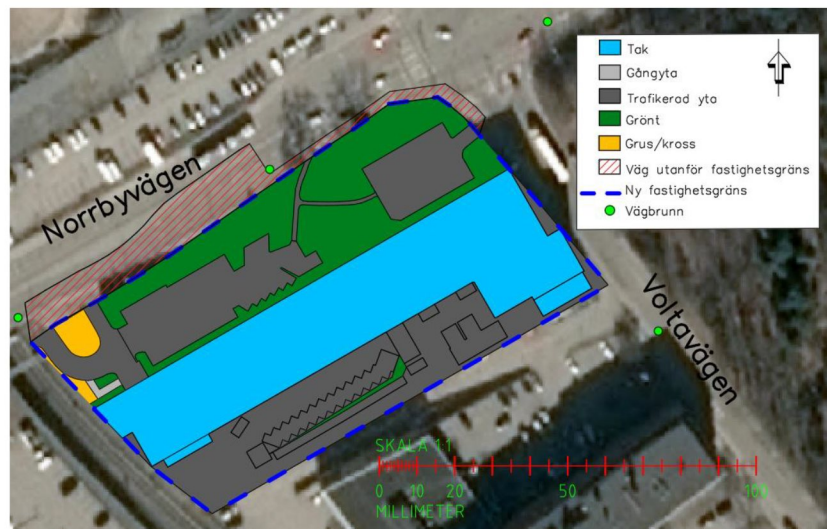 Tak
Gångyta
Trafikerad yta
Grönt
Grus/kross
Väg utanför fastighetsgräns
Ny fastighetsgräns
Vägbrunn
Norrbyvägen
Voltavägen
SKALA 1:1
0 10 20 50 100
MILLIMETER